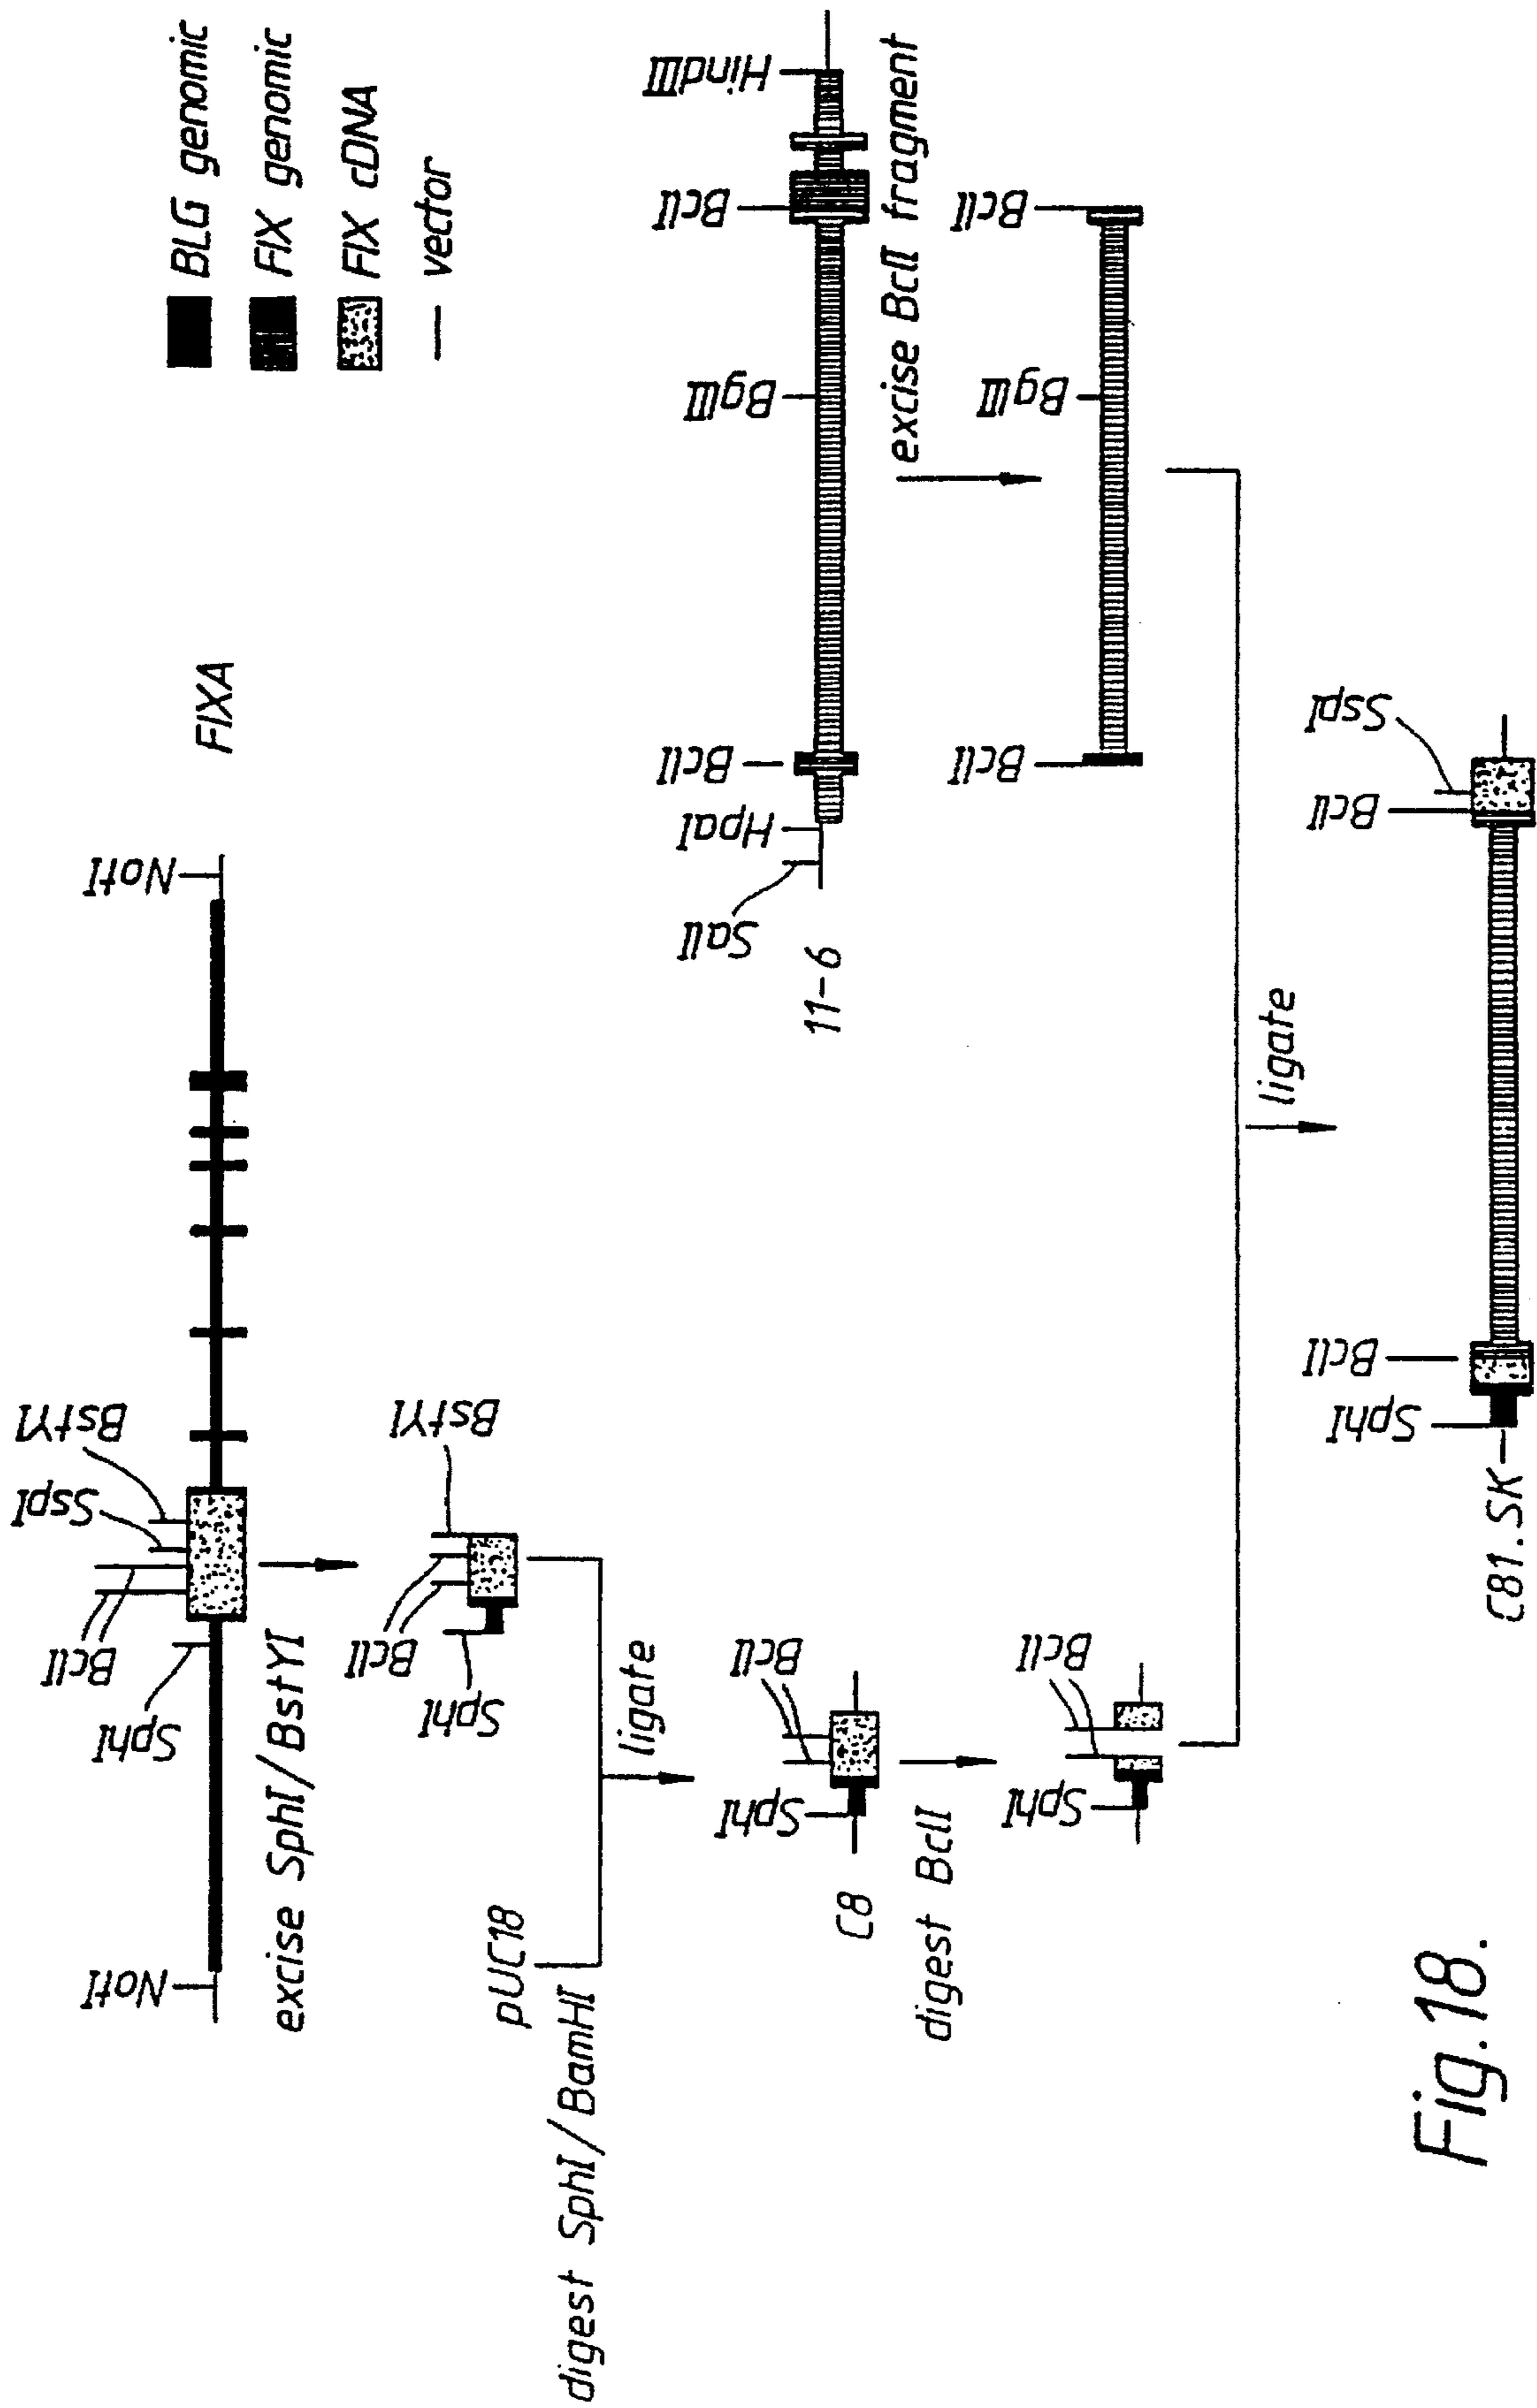 BLG genomic
FIX genomic
FIX cDNA
vector
FIXA
NotI
SphI
BclI
SspI
BstYI
NotI
excise SphI/BstYI
SphI
BclI
BstYI
pUC18
digest SphI/BamHI
ligate
C8
SphI
BclI
digest BclI
SphI
BclI
11-6
SalI
HpaI
BclI
BglII
BclI
HindIII
excise BclI fragment
BclI
BglII
BclI
ligate
C81.SK
SphI
BclI
BclI
SspI
Fig.18.